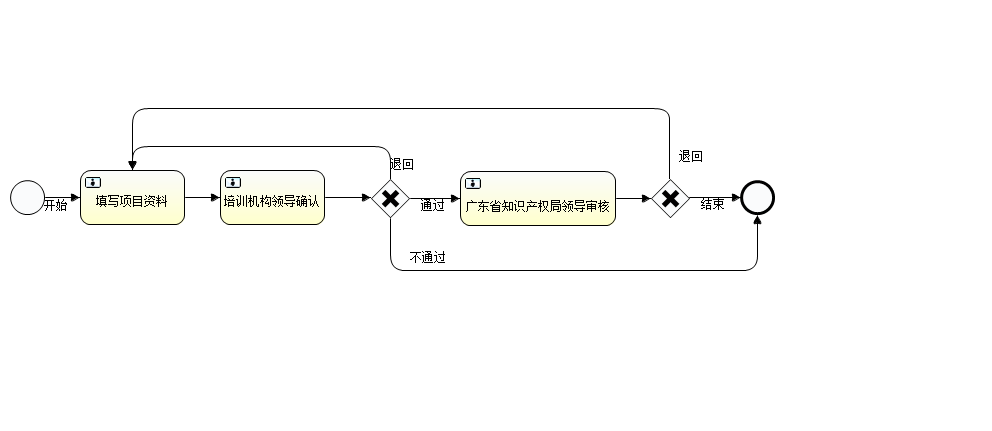 退回
退回
开始
填写项目资料
培训机构领导确认
通过
广东省知识产权局领导审核
结束
不通过